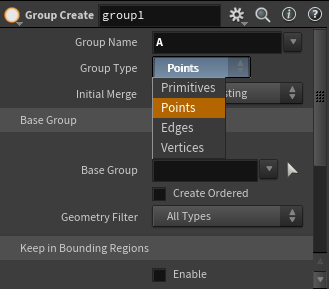 Group Create group1
Group Name A
Group Type Points
Primitives
Initial Merge sting
Points
Base Group
Edges
Vertices
Base Group
Create Ordered
Geometry Filter All Types
Keep in Bounding Regions
Enable